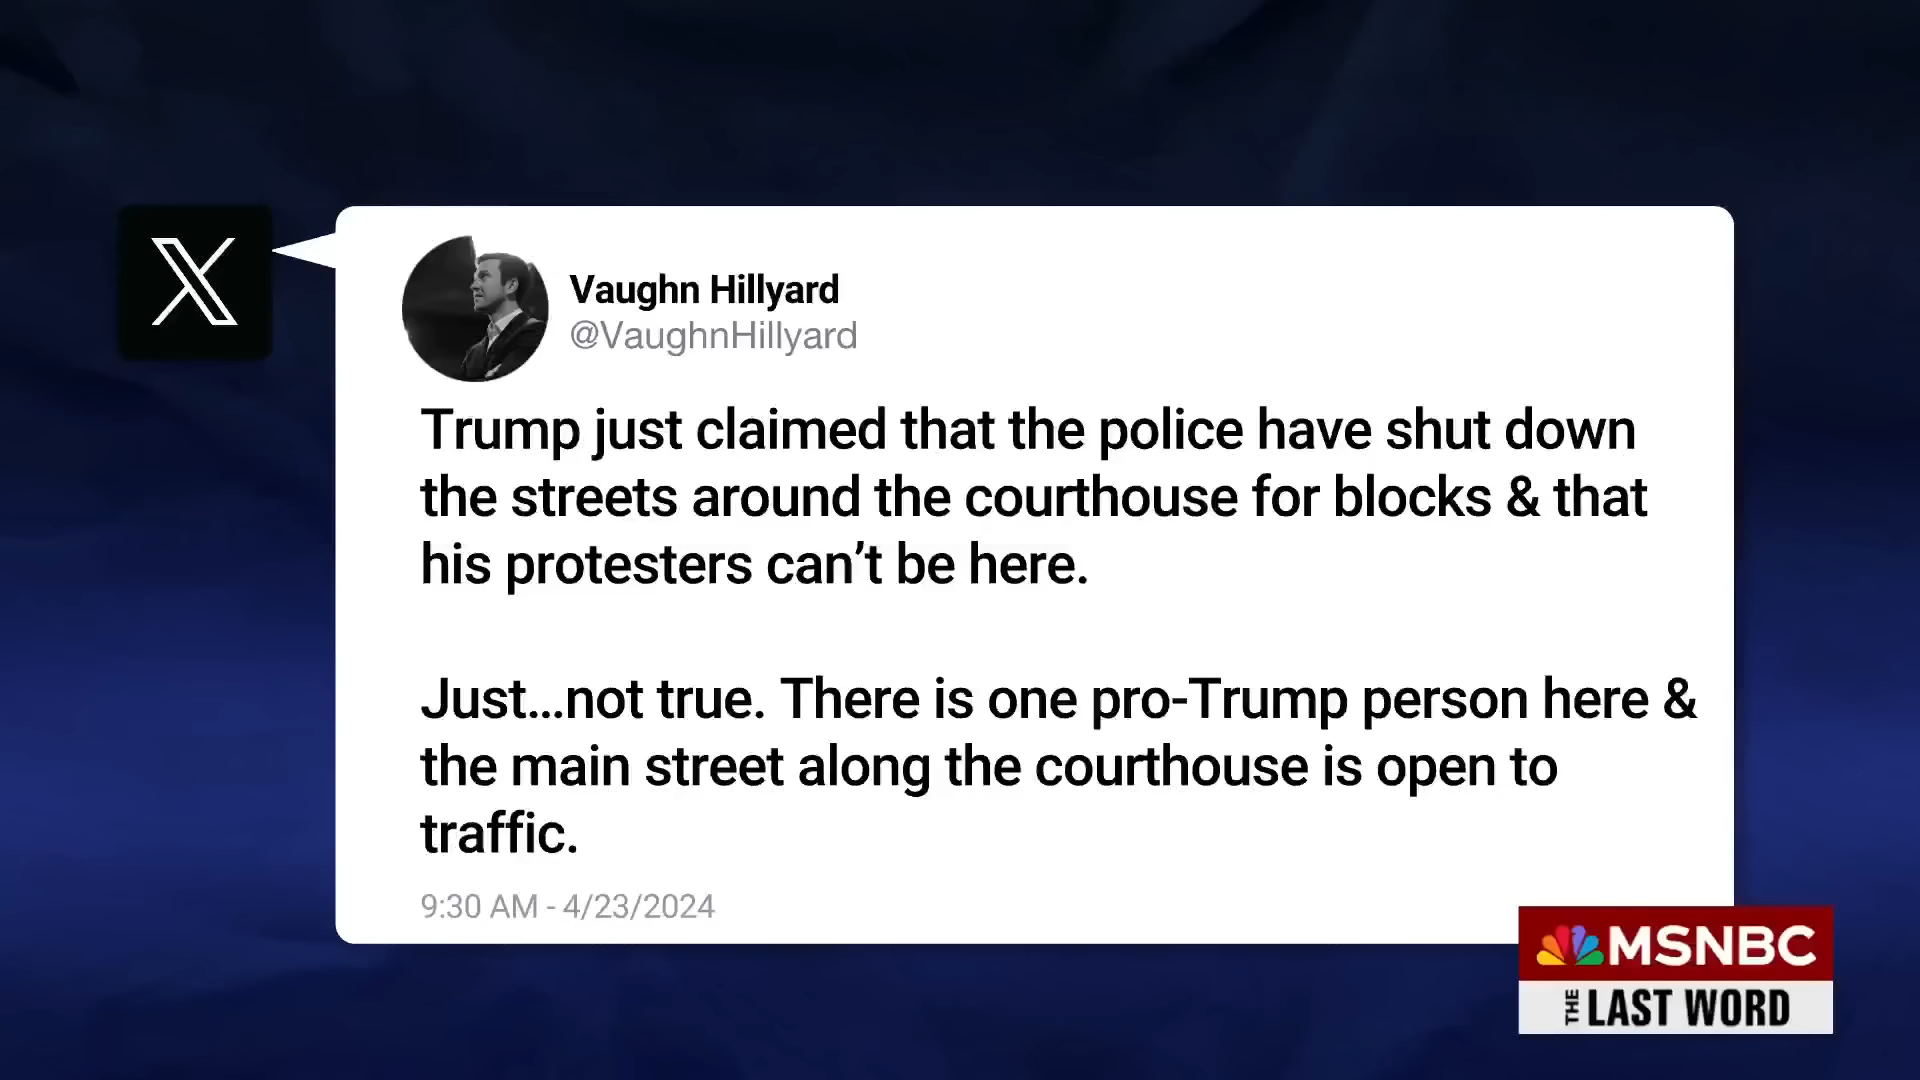 X
Vaughn Hillyard
@VaughnHillyard
Trump just claimed that the police have shut down
the streets around the courthouse for blocks & that
his protesters can’t be here.
Just...not true. There is one pro-Trump person here &
the main street along the courthouse is open to
traffic.
9:30 AM - 4/23/2024
MSNBC
THE LAST WORD